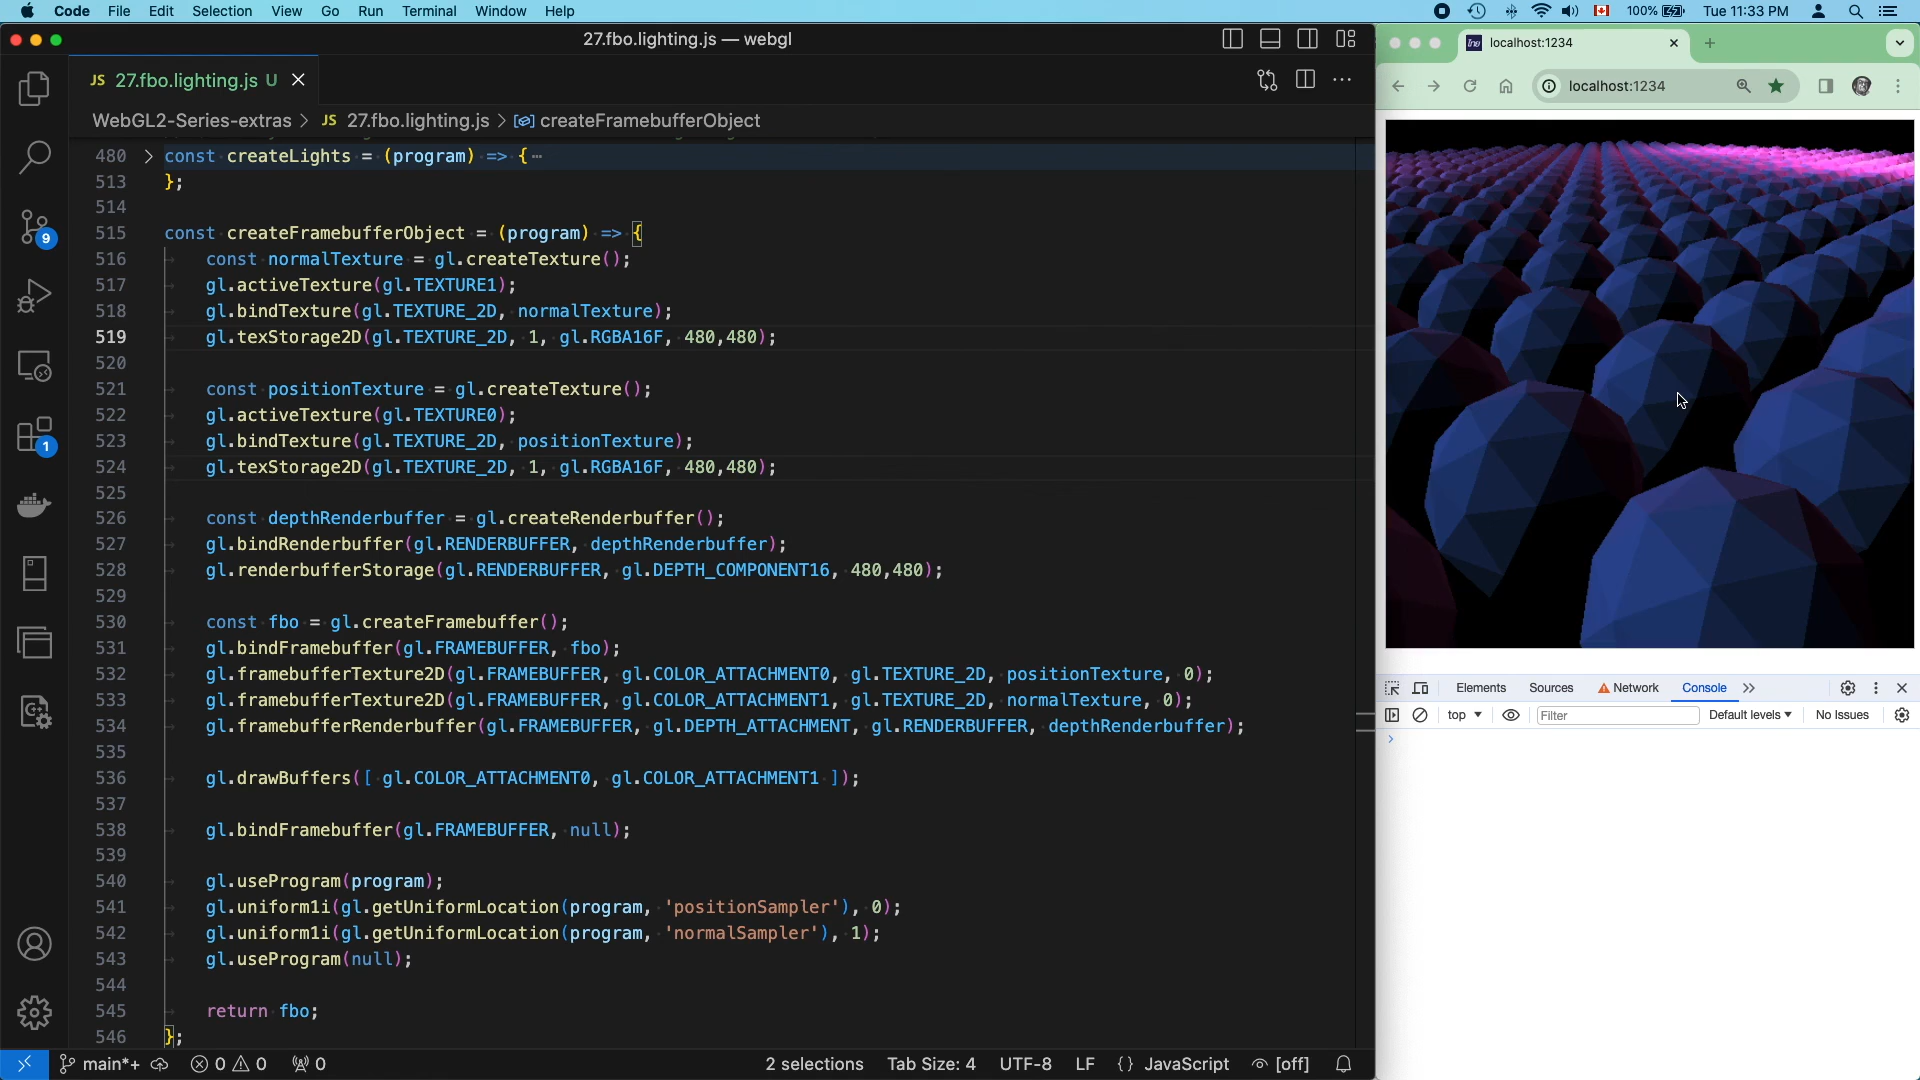 Code File Edit Selection View Go Run Terminal Window Help
100% Tue 11:33 PM
27.fbo.lighting.js — webgl
JS 27.fbo.lighting.js U
WebGL2-Series-extras > JS 27.fbo.lighting.js > createFramebufferObject
480 const createLights = (program) => {
513 };
514
515 const createFramebufferObject = (program) => {
516 const normalTexture = gl.createTexture();
517 gl.activeTexture(gl.TEXTURE1);
518 gl.bindTexture(gl.TEXTURE_2D, normalTexture);
519 gl.texStorage2D(gl.TEXTURE_2D, 1, gl.RGBA16F, 480,480);
520
521 const positionTexture = gl.createTexture();
522 gl.activeTexture(gl.TEXTURE0);
523 gl.bindTexture(gl.TEXTURE_2D, positionTexture);
524 gl.texStorage2D(gl.TEXTURE_2D, 1, gl.RGBA16F, 480,480);
525
526 const depthRenderbuffer = gl.createRenderbuffer();
527 gl.bindRenderbuffer(gl.RENDERBUFFER, depthRenderbuffer);
528 gl.renderbufferStorage(gl.RENDERBUFFER, gl.DEPTH_COMPONENT16, 480,480);
529
530 const fbo = gl.createFramebuffer();
531 gl.bindFramebuffer(gl.FRAMEBUFFER, fbo);
532 gl.framebufferTexture2D(gl.FRAMEBUFFER, gl.COLOR_ATTACHMENT0, gl.TEXTURE_2D, positionTexture, 0);
533 gl.framebufferTexture2D(gl.FRAMEBUFFER, gl.COLOR_ATTACHMENT1, gl.TEXTURE_2D, normalTexture, 0);
534 gl.framebufferRenderbuffer(gl.FRAMEBUFFER, gl.DEPTH_ATTACHMENT, gl.RENDERBUFFER, depthRenderbuffer);
535
536 gl.drawBuffers([ gl.COLOR_ATTACHMENT0, gl.COLOR_ATTACHMENT1 ]);
537
538 gl.bindFramebuffer(gl.FRAMEBUFFER, null);
539
540 gl.useProgram(program);
541 gl.uniform1i(gl.getUniformLocation(program, 'positionSampler'), 0);
542 gl.uniform1i(gl.getUniformLocation(program, 'normalSampler'), 1);
543 gl.useProgram(null);
544
545 return fbo;
546 };
9
1
main*+ 0 0 0
2 selections Tab Size: 4 UTF-8 LF {} JavaScript [off]
localhost:1234
localhost:1234
Elements Sources Network Console
top Filter Default levels No Issues